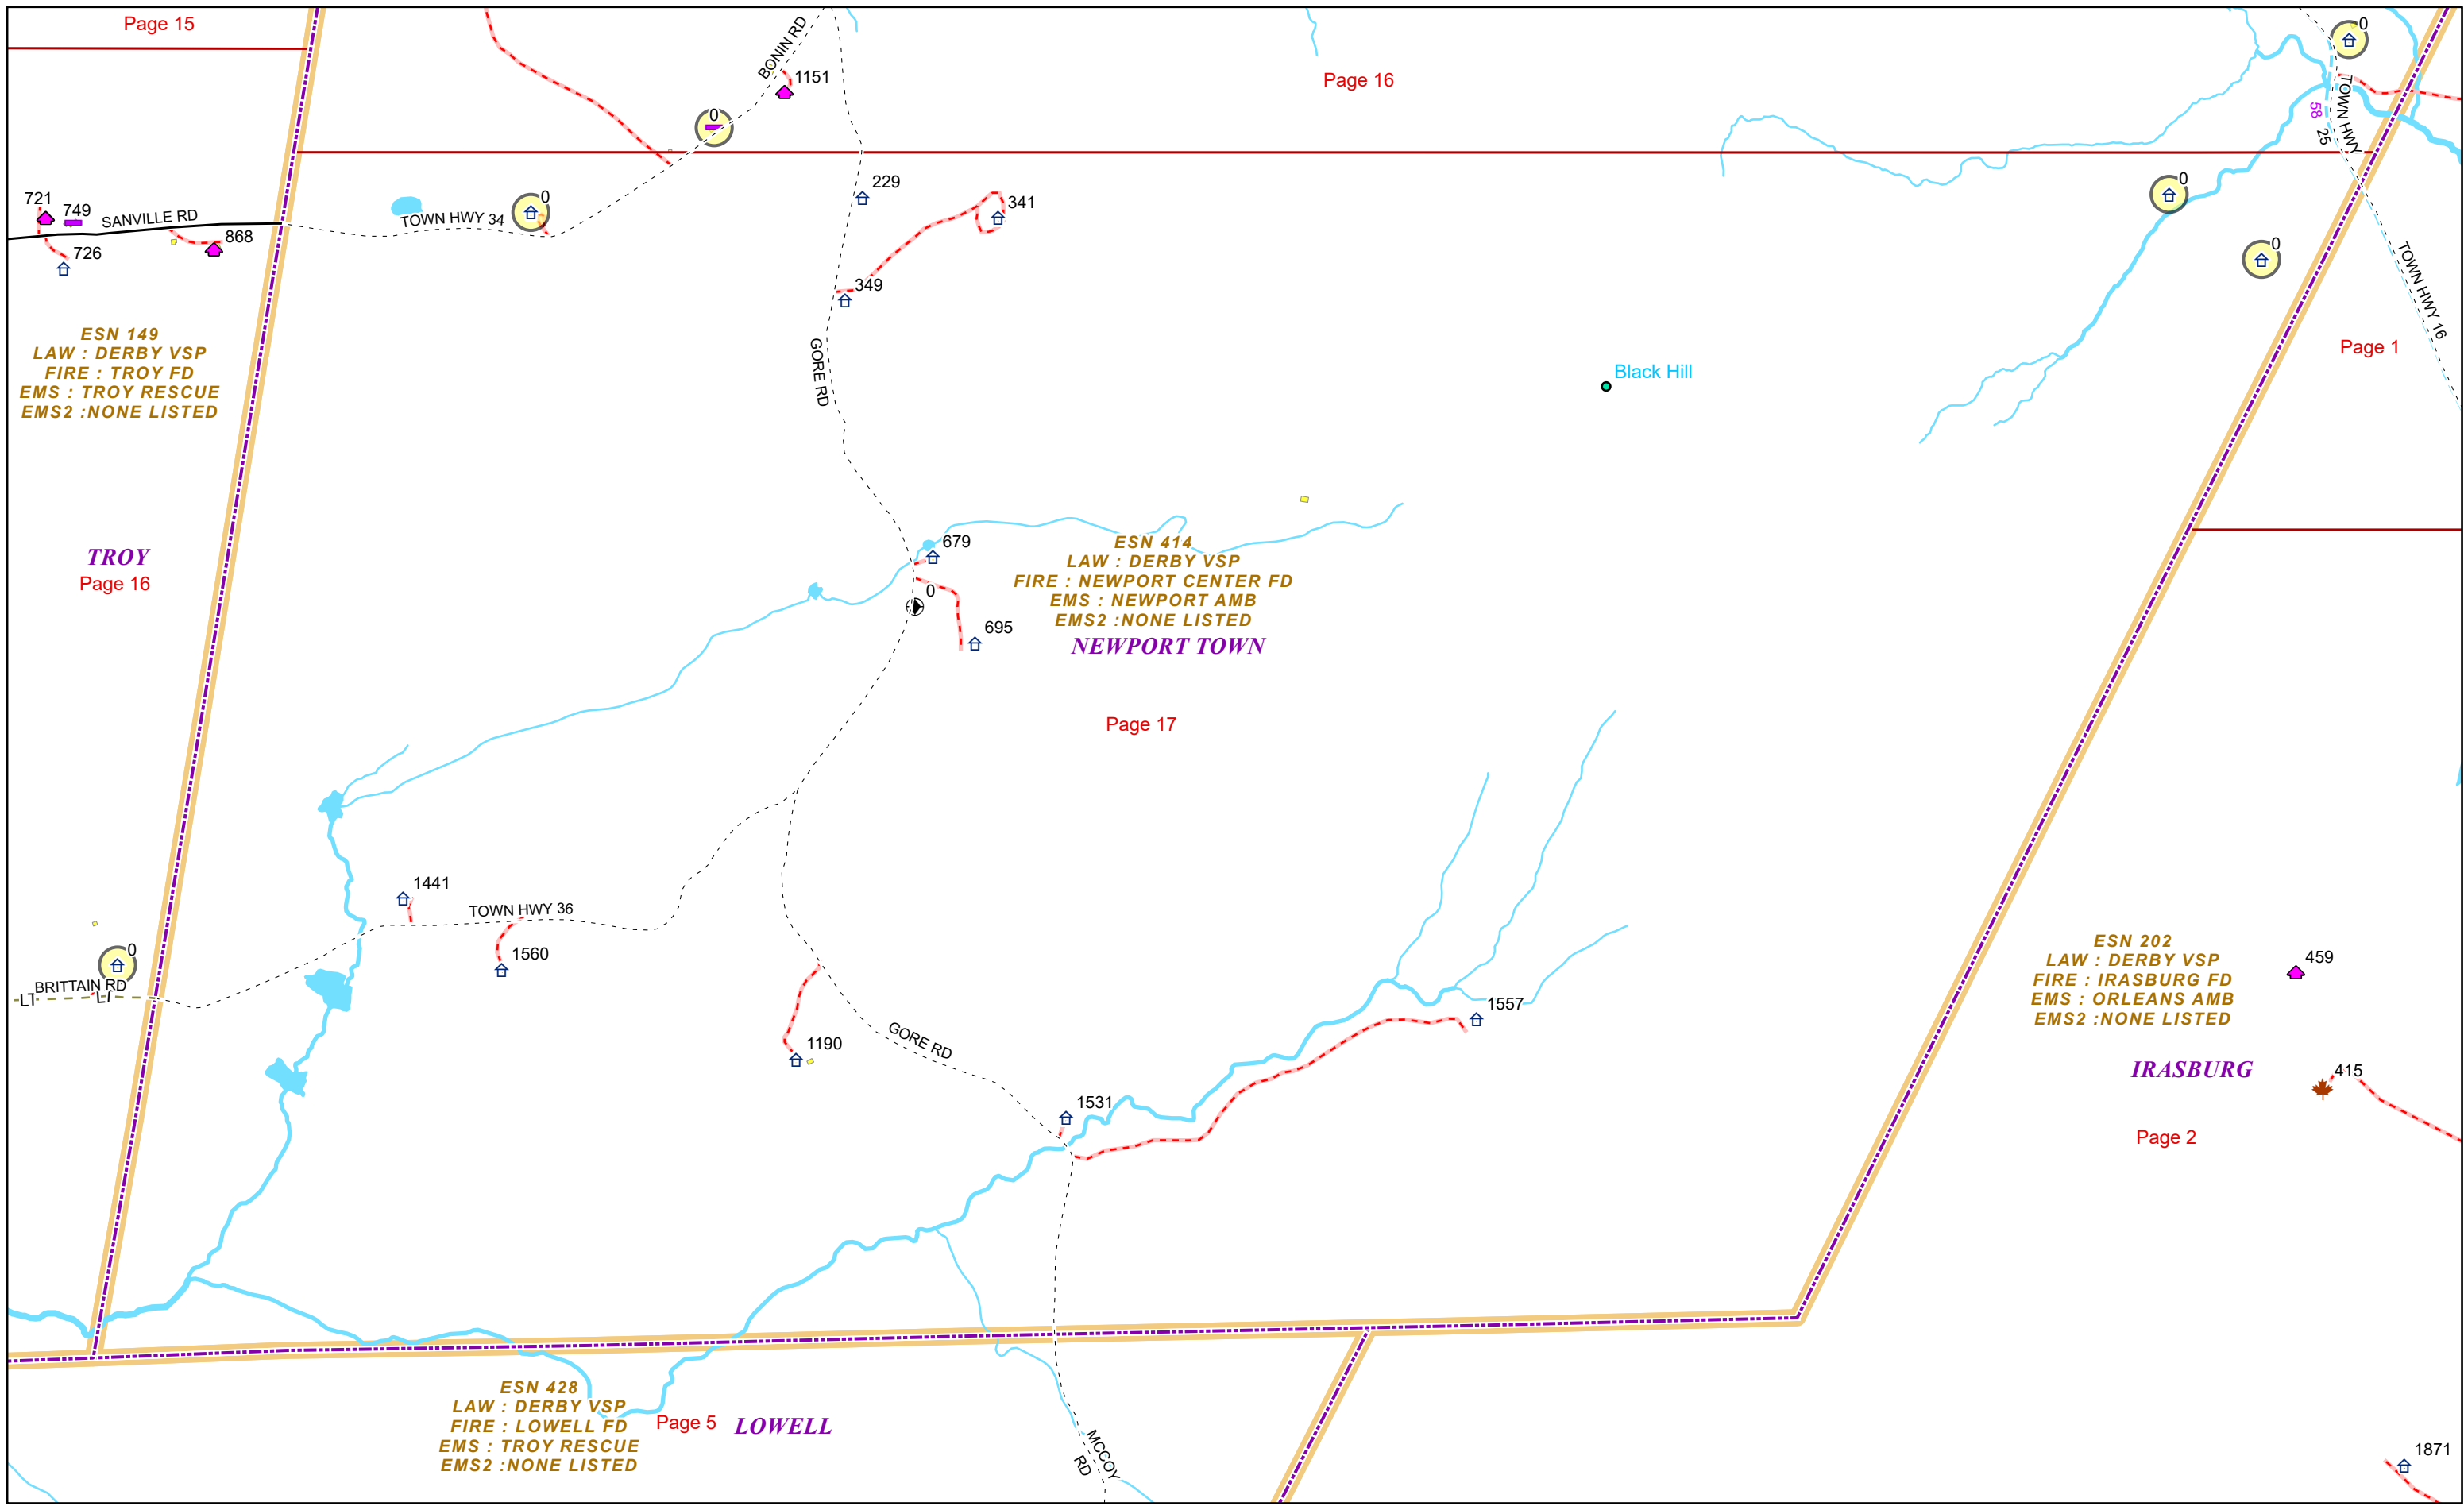 Page 15
BONIN RD
1151
0
Page 16
0
58
25
TOWN HWY
721
749
SANVILLE RD
868
726
TOWN HWY 34
0
229
341
349
GORE RD
0
0
TOWN HWY 16
Page 1
ESN 149
LAW : DERBY VSP
FIRE : TROY FD
EMS : TROY RESCUE
EMS2 :NONE LISTED
Black Hill
TROY
Page 16
679
0
695
ESN 414
LAW : DERBY VSP
FIRE : NEWPORT CENTER FD
EMS : NEWPORT AMB
EMS2 :NONE LISTED
NEWPORT TOWN
Page 17
1441
TOWN HWY 36
1560
0
BRITTAIN RD
LT
LT
1190
GORE RD
1557
1531
ESN 202
LAW : DERBY VSP
FIRE : IRASBURG FD
EMS : ORLEANS AMB
EMS2 :NONE LISTED
459
IRASBURG
415
Page 2
ESN 428
LAW : DERBY VSP
FIRE : LOWELL FD
EMS : TROY RESCUE
EMS2 :NONE LISTED
Page 5
LOWELL
MCCOY
RD
1871